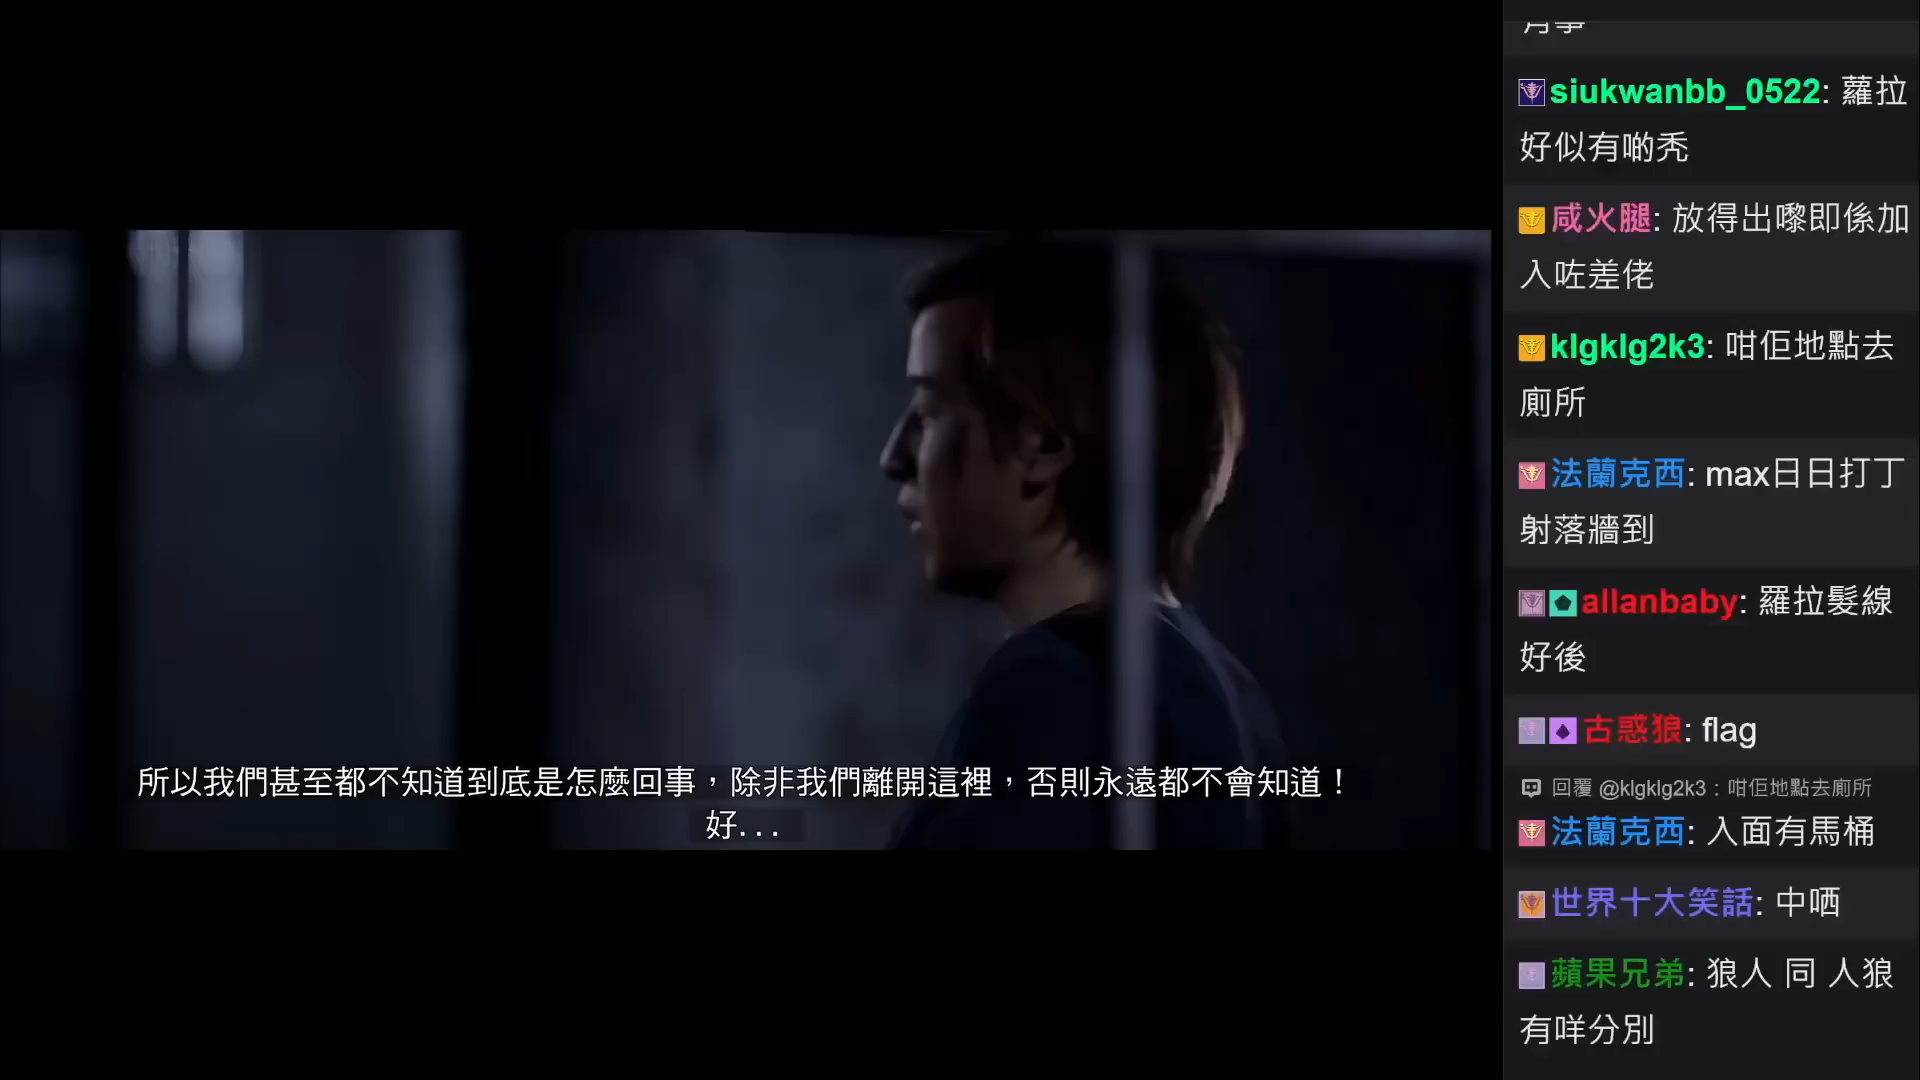 所以我們甚至都不知道到底是怎麼回事，除非我們離開這裡，否則永遠都不會知道！
好...
siukwanbb_0522: 蘿拉
好似有啲禿
咸火腿: 放得出嚟即係加
入咗差佬
klgklg2k3: 咁佢地點去
廁所
法蘭克西: max日日打丁
射落牆到
allanbaby: 羅拉髮線
好後
古惑狼: flag
回覆 @klgklg2k3：咁佢地點去廁所
法蘭克西: 入面有馬桶
世界十大笑話: 中哂
蘋果兄弟: 狼人 同 人狼
有咩分別